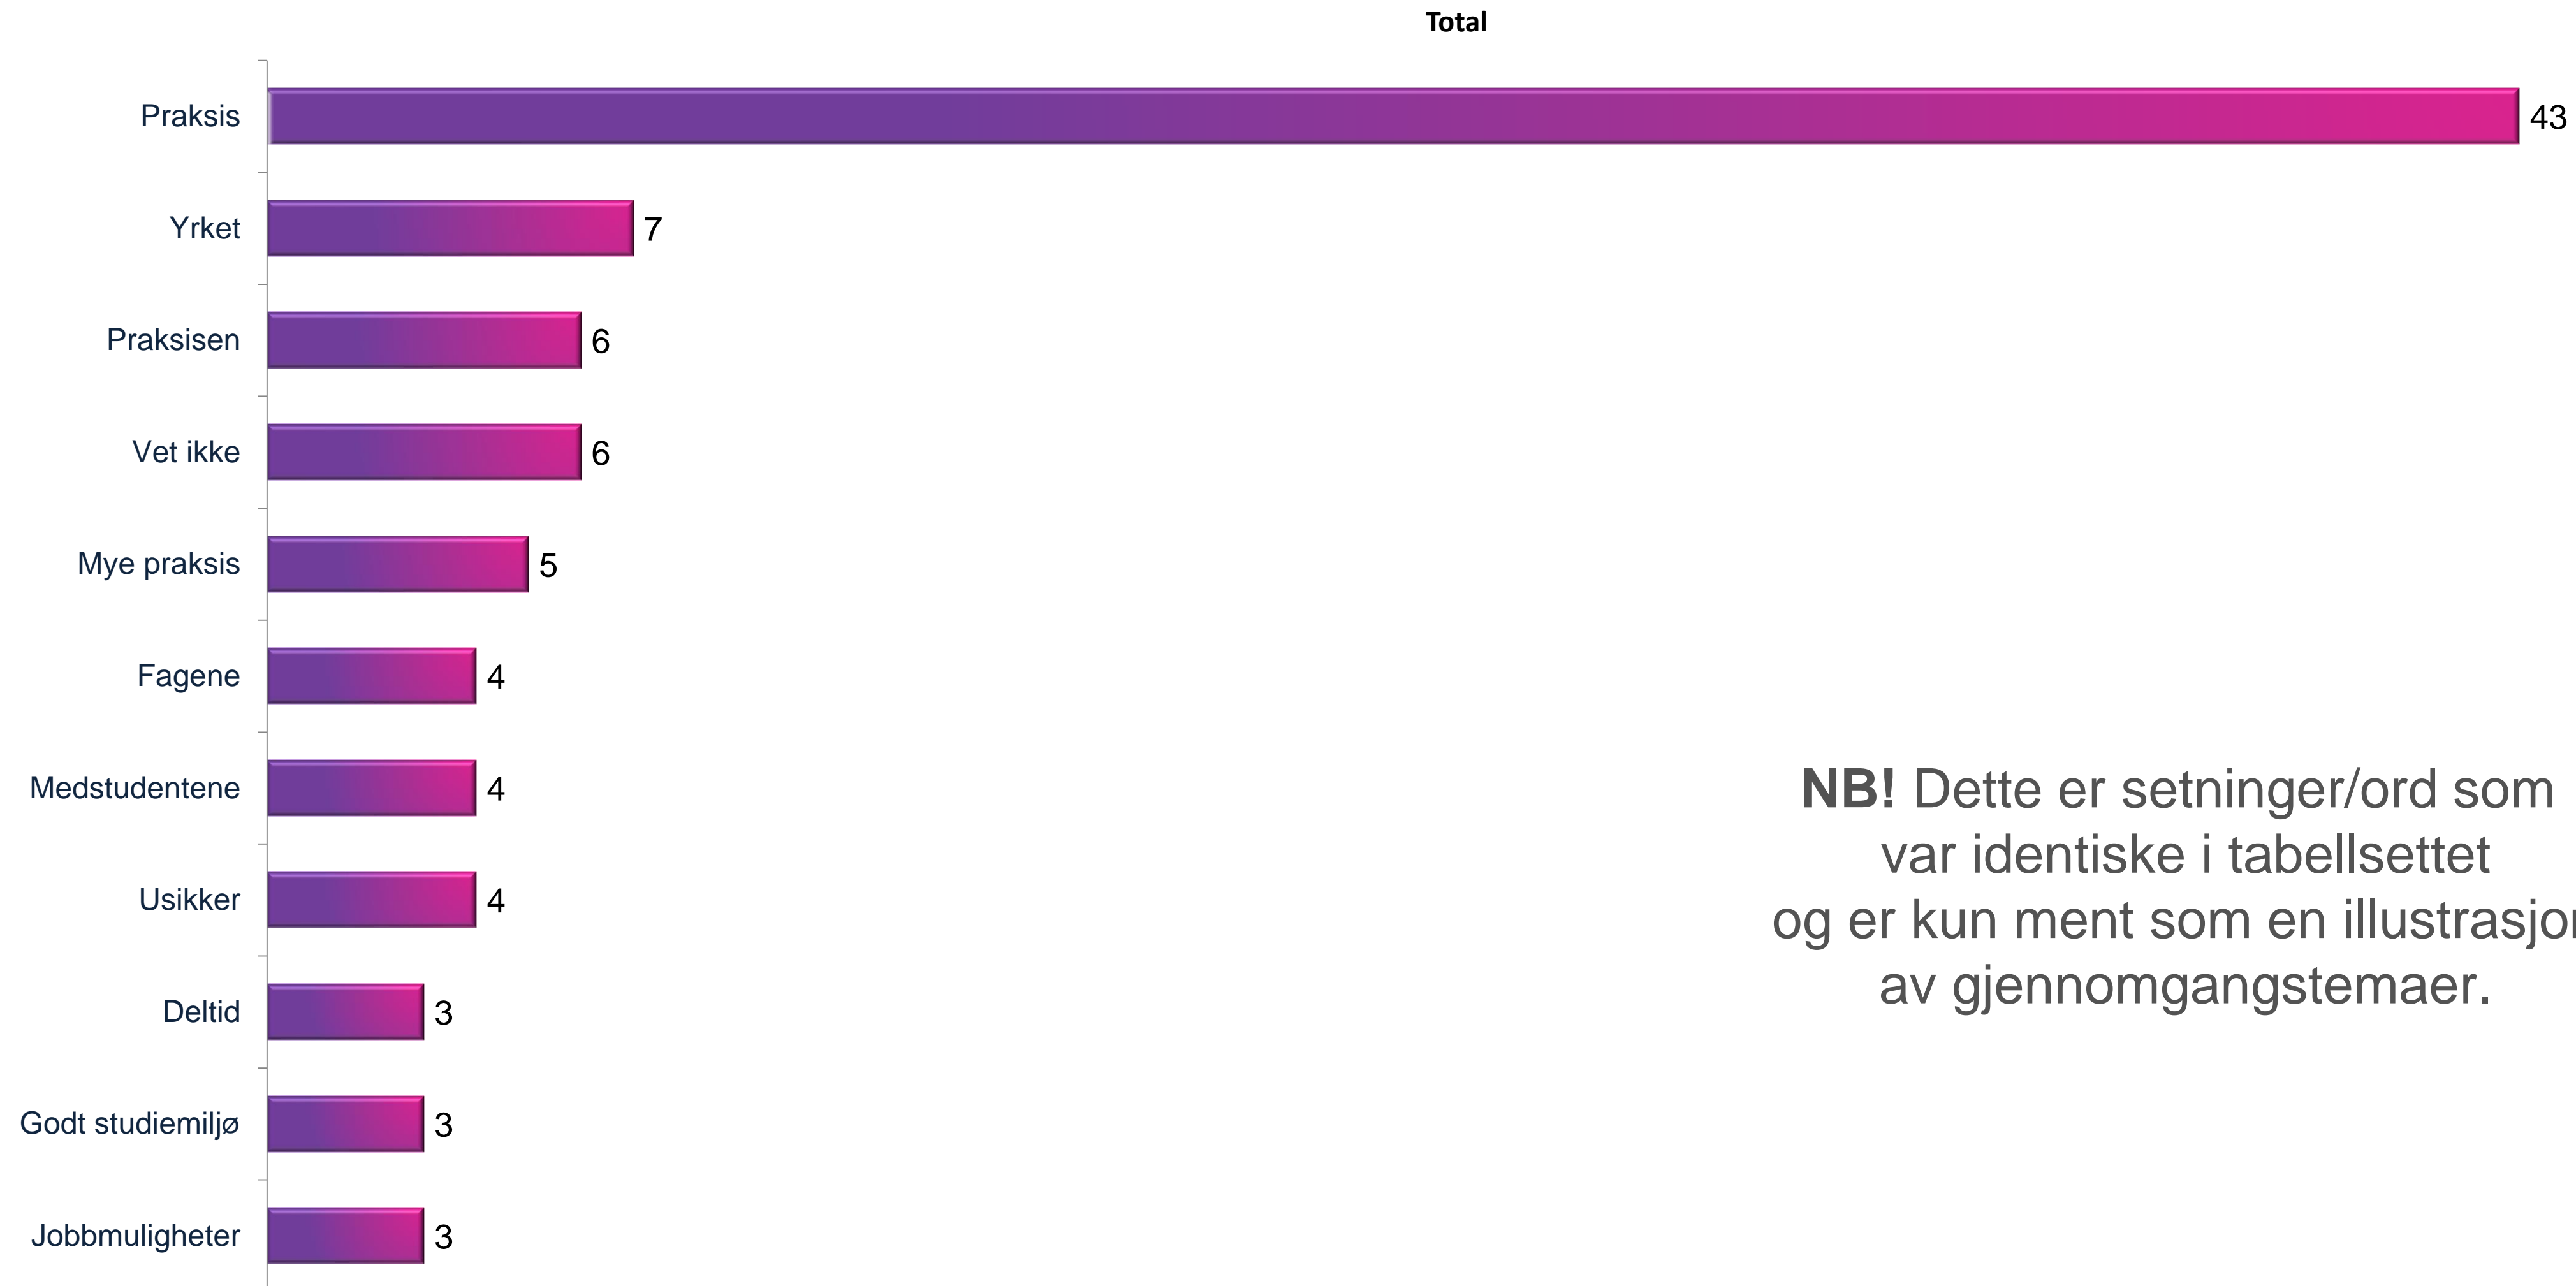 Total
Praksis 43
Yrket 7
Praksisen 6
Vet ikke 6
Mye praksis 5
Fagene 4
Medstudentene 4
Usikker 4
Deltid 3
Godt studiemiljø 3
Jobbmuligheter 3
NB! Dette er setninger/ord som
var identiske i tabellsettet
og er kun ment som en illustrasjon
av gjennomgangstemaer.